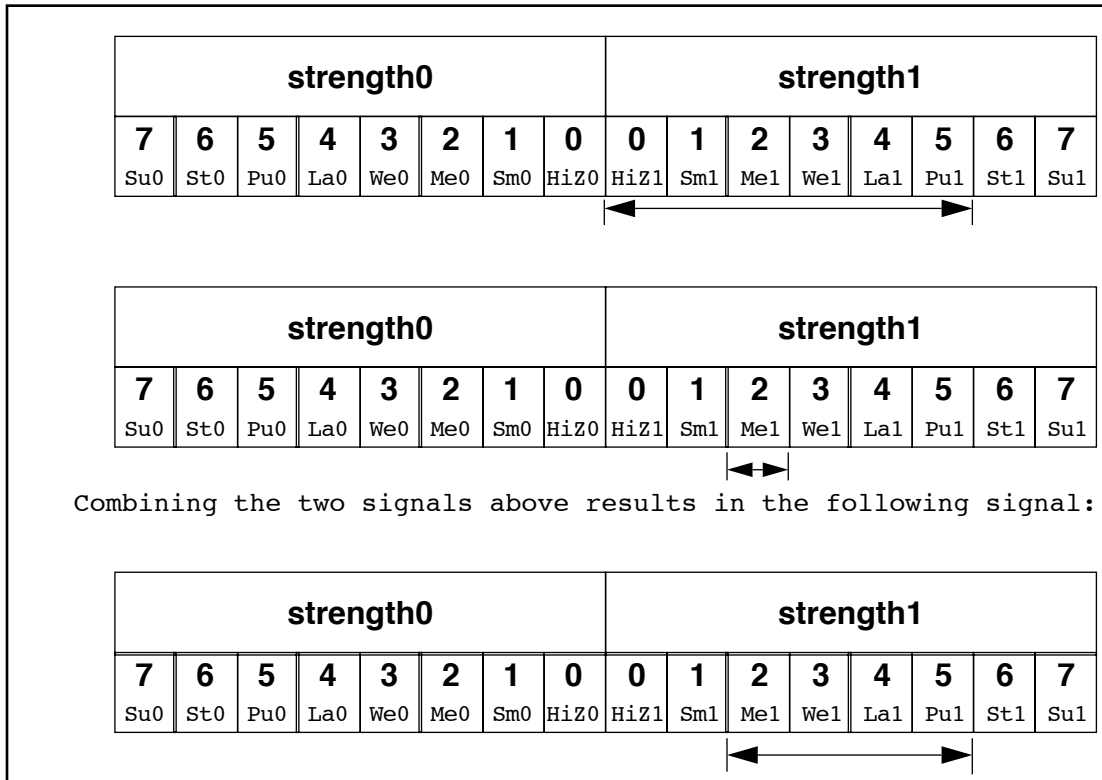 strength0 strength1
7 6 5 4 3 2 1 0 0 1 2 3 4 5 6 7
Su0 St0 Pu0 La0 We0 Me0 Sm0 HiZ0 HiZ1 Sm1 Me1 We1 La1 Pu1 St1 Su1
strength0 strength1
7 6 5 4 3 2 1 0 0 1 2 3 4 5 6 7
Su0 St0 Pu0 La0 We0 Me0 Sm0 HiZ0 HiZ1 Sm1 Me1 We1 La1 Pu1 St1 Su1
Combining the two signals above results in the following signal:
strength0 strength1
7 6 5 4 3 2 1 0 0 1 2 3 4 5 6 7
Su0 St0 Pu0 La0 We0 Me0 Sm0 HiZ0 HiZ1 Sm1 Me1 We1 La1 Pu1 St1 Su1